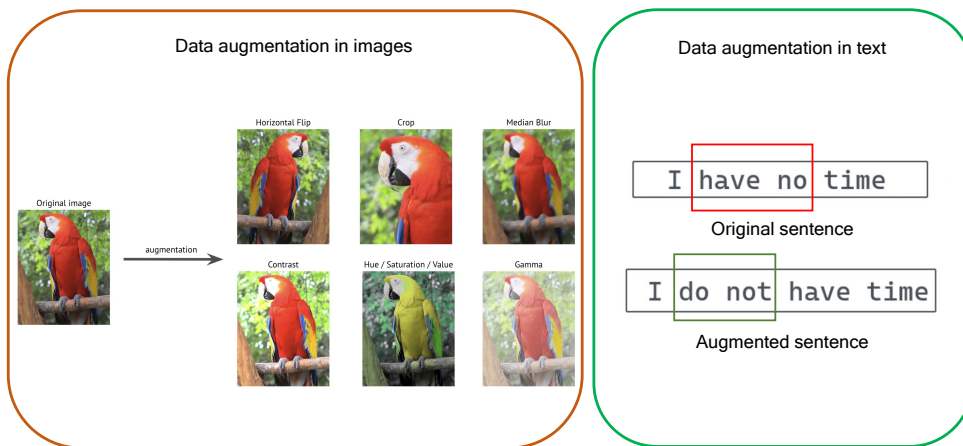 Data augmentation in images
Horizontal Flip
Crop
Median Blur
Original image
augmentation
Contrast
Hue / Saturation / Value
Gamma
Data augmentation in text
I have no time
Original sentence
I do not have time
Augmented sentence